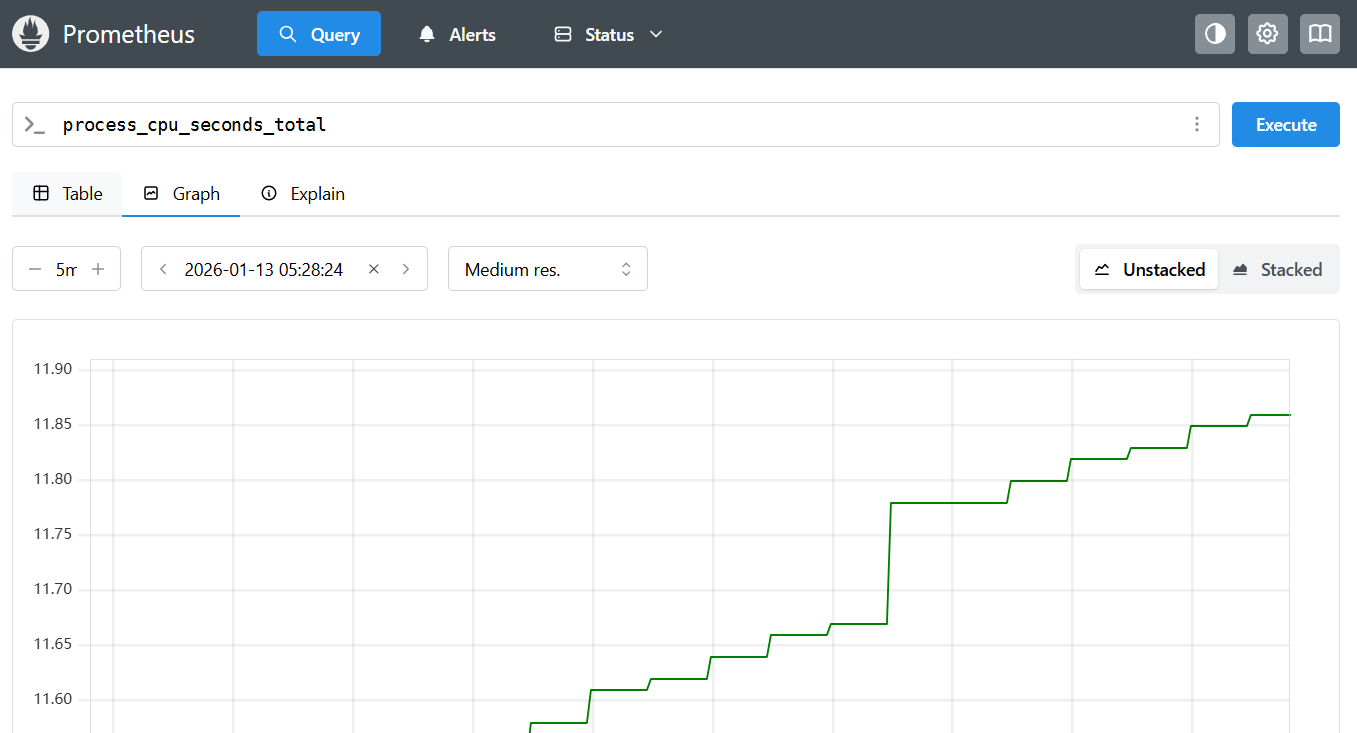 Prometheus Query Alerts Status
>_ process_cpu_seconds_total Execute
Table Graph Explain
5m 2026-01-13 05:28:24 Medium res. Unstacked Stacked
11.90
11.85
11.80
11.75
11.70
11.65
11.60